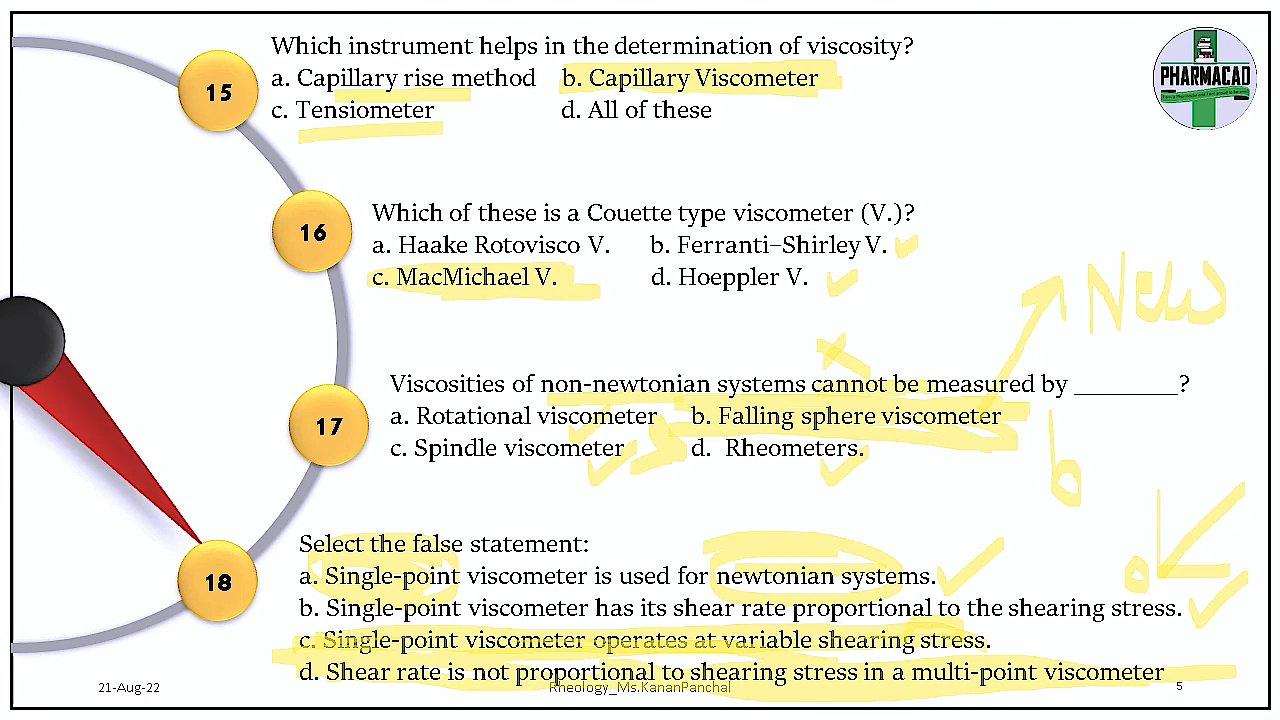 15
Which instrument helps in the determination of viscosity?
a. Capillary rise method b. Capillary Viscometer
c. Tensiometer d. All of these
PHARMACAD
16
Which of these is a Couette type viscometer (V.)?
a. Haake Rotovisco V. b. Ferranti–Shirley V.
c. MacMichael V. d. Hoeppler V.
17
Viscosities of non-newtonian systems cannot be measured by _________?
a. Rotational viscometer b. Falling sphere viscometer
c. Spindle viscometer d. Rheometers.
b
18
Select the false statement:
a. Single-point viscometer is used for newtonian systems.
b. Single-point viscometer has its shear rate proportional to the shearing stress.
c. Single-point viscometer operates at variable shearing stress.
d. Shear rate is not proportional to shearing stress in a multi-point viscometer
21-Aug-22
Rheology_Ms.KananPanchal
5